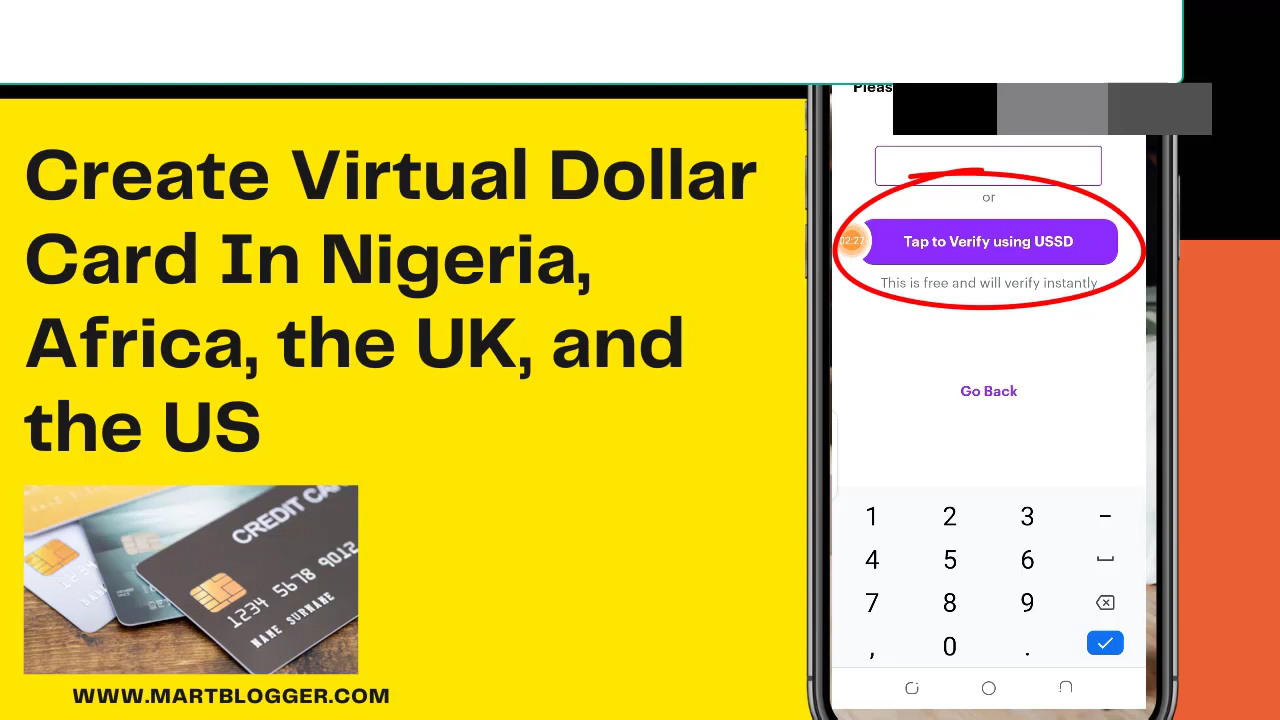 Create Virtual Dollar
Card In Nigeria,
Africa, the UK, and
the US
CREDIT
1234 5678 9012
NAME SURNAME
WWW.MARTBLOGGER.COM
or
02:27
Tap to Verify using USSD
This is free and will verify instantly
Go Back
1 2 3 –
4 5 6
7 8 9
, 0 .